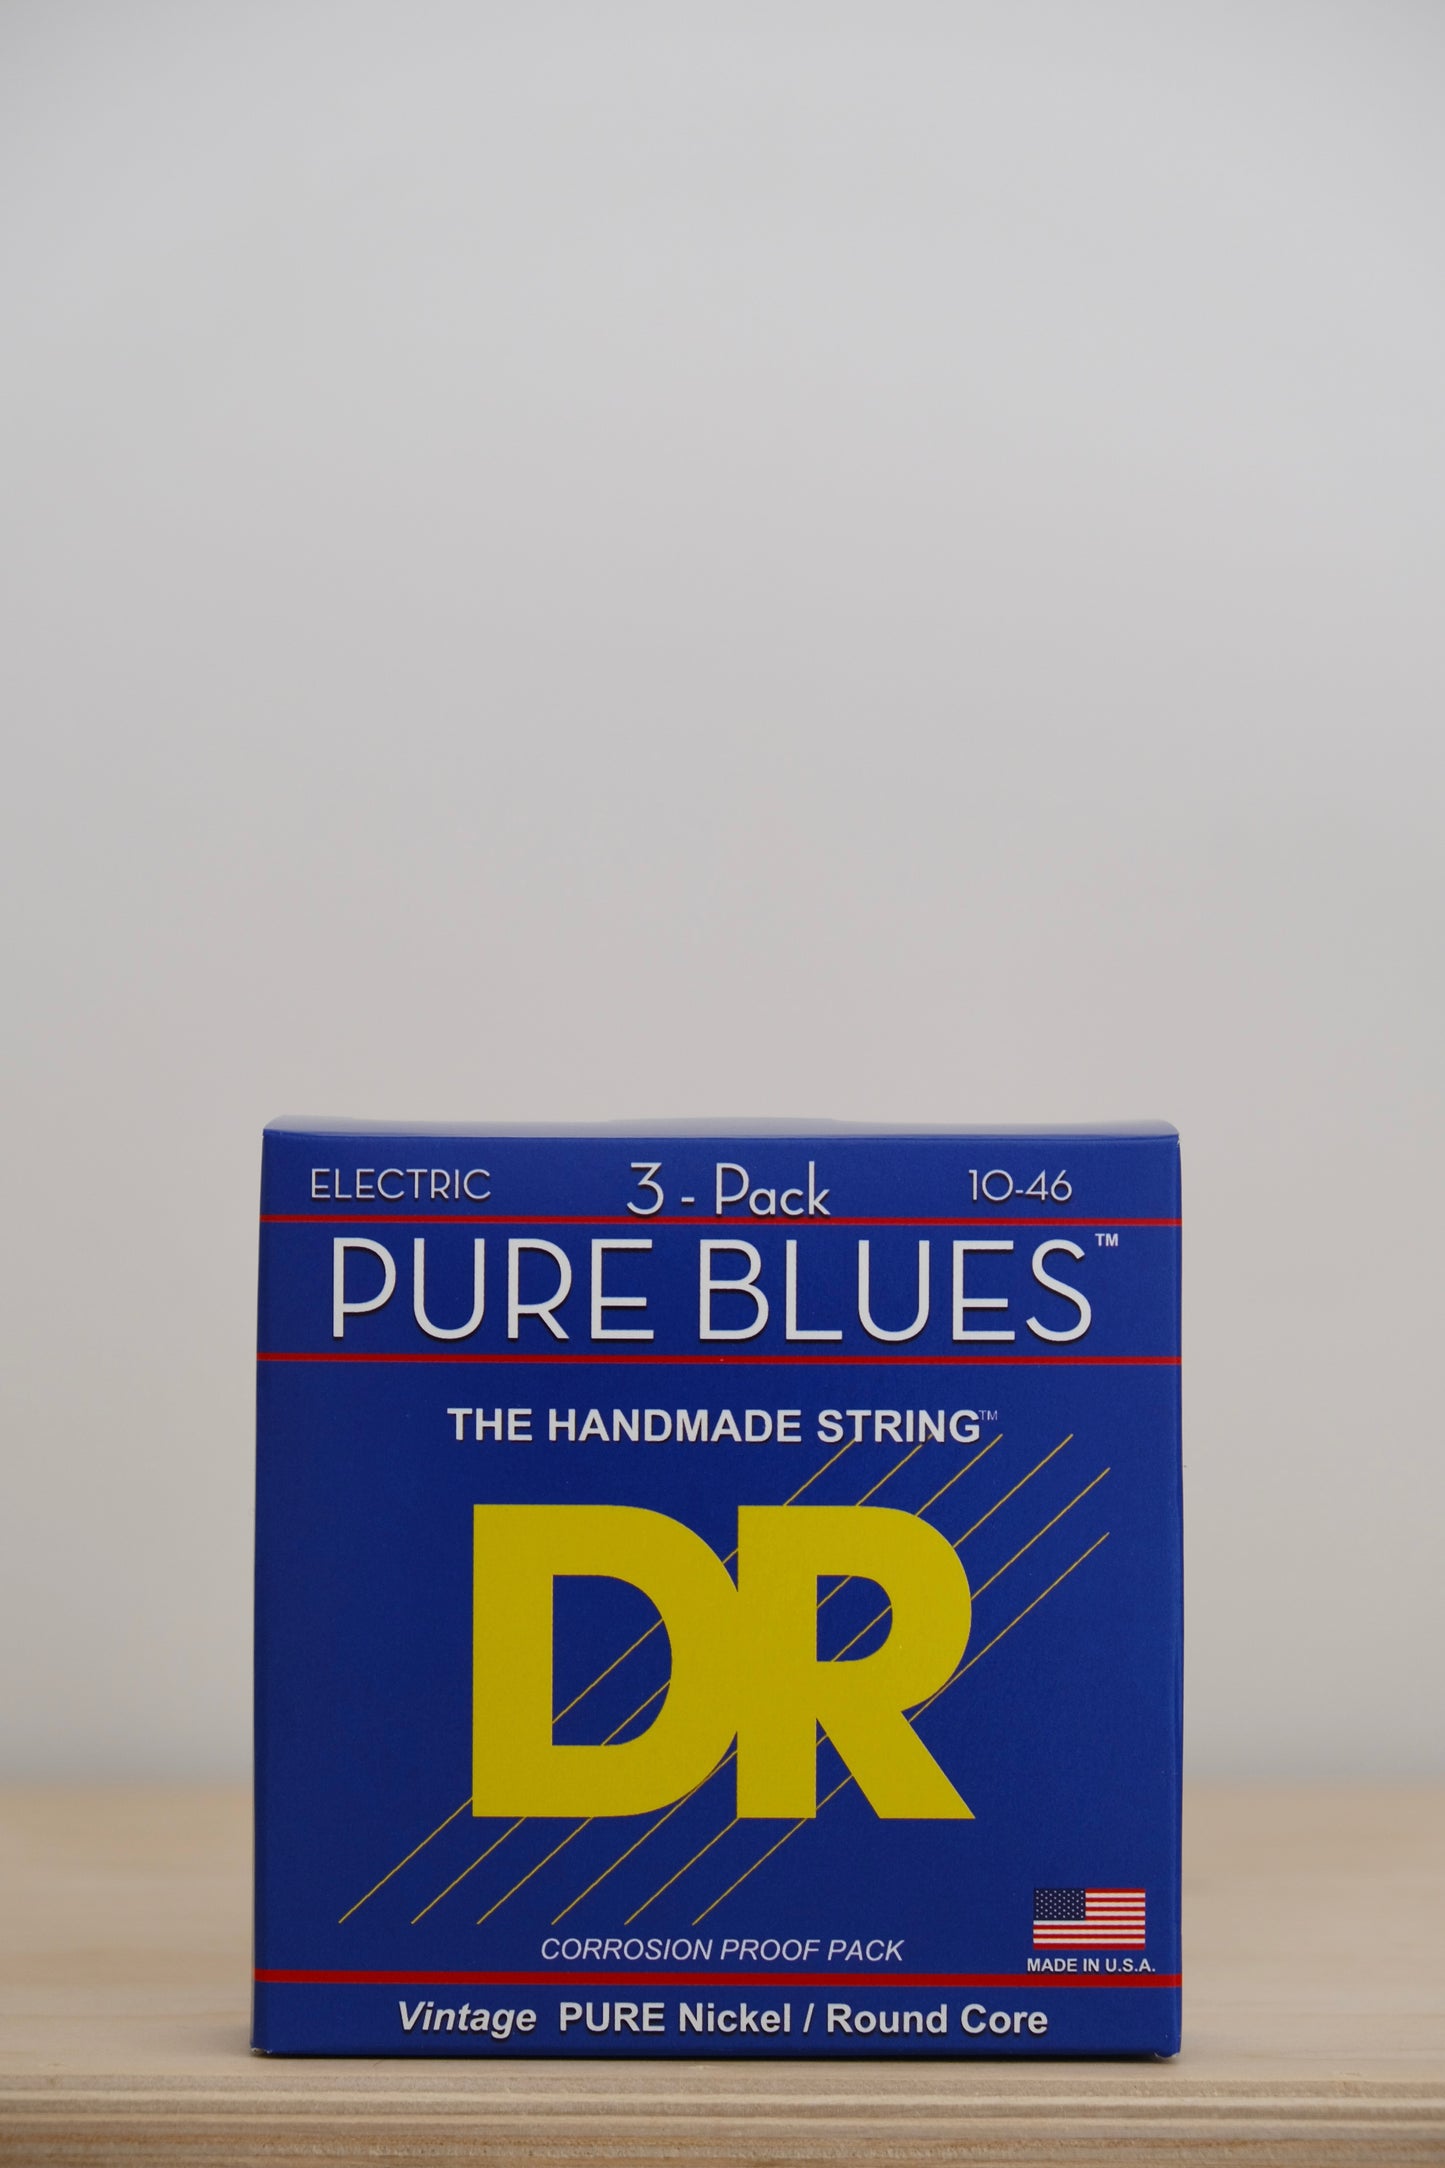 ELECTRIC 3 - Pack 10-46
PURE BLUES™
THE HANDMADE STRING™
DR
CORROSION PROOF PACK
MADE IN U.S.A.
Vintage PURE Nickel / Round Core